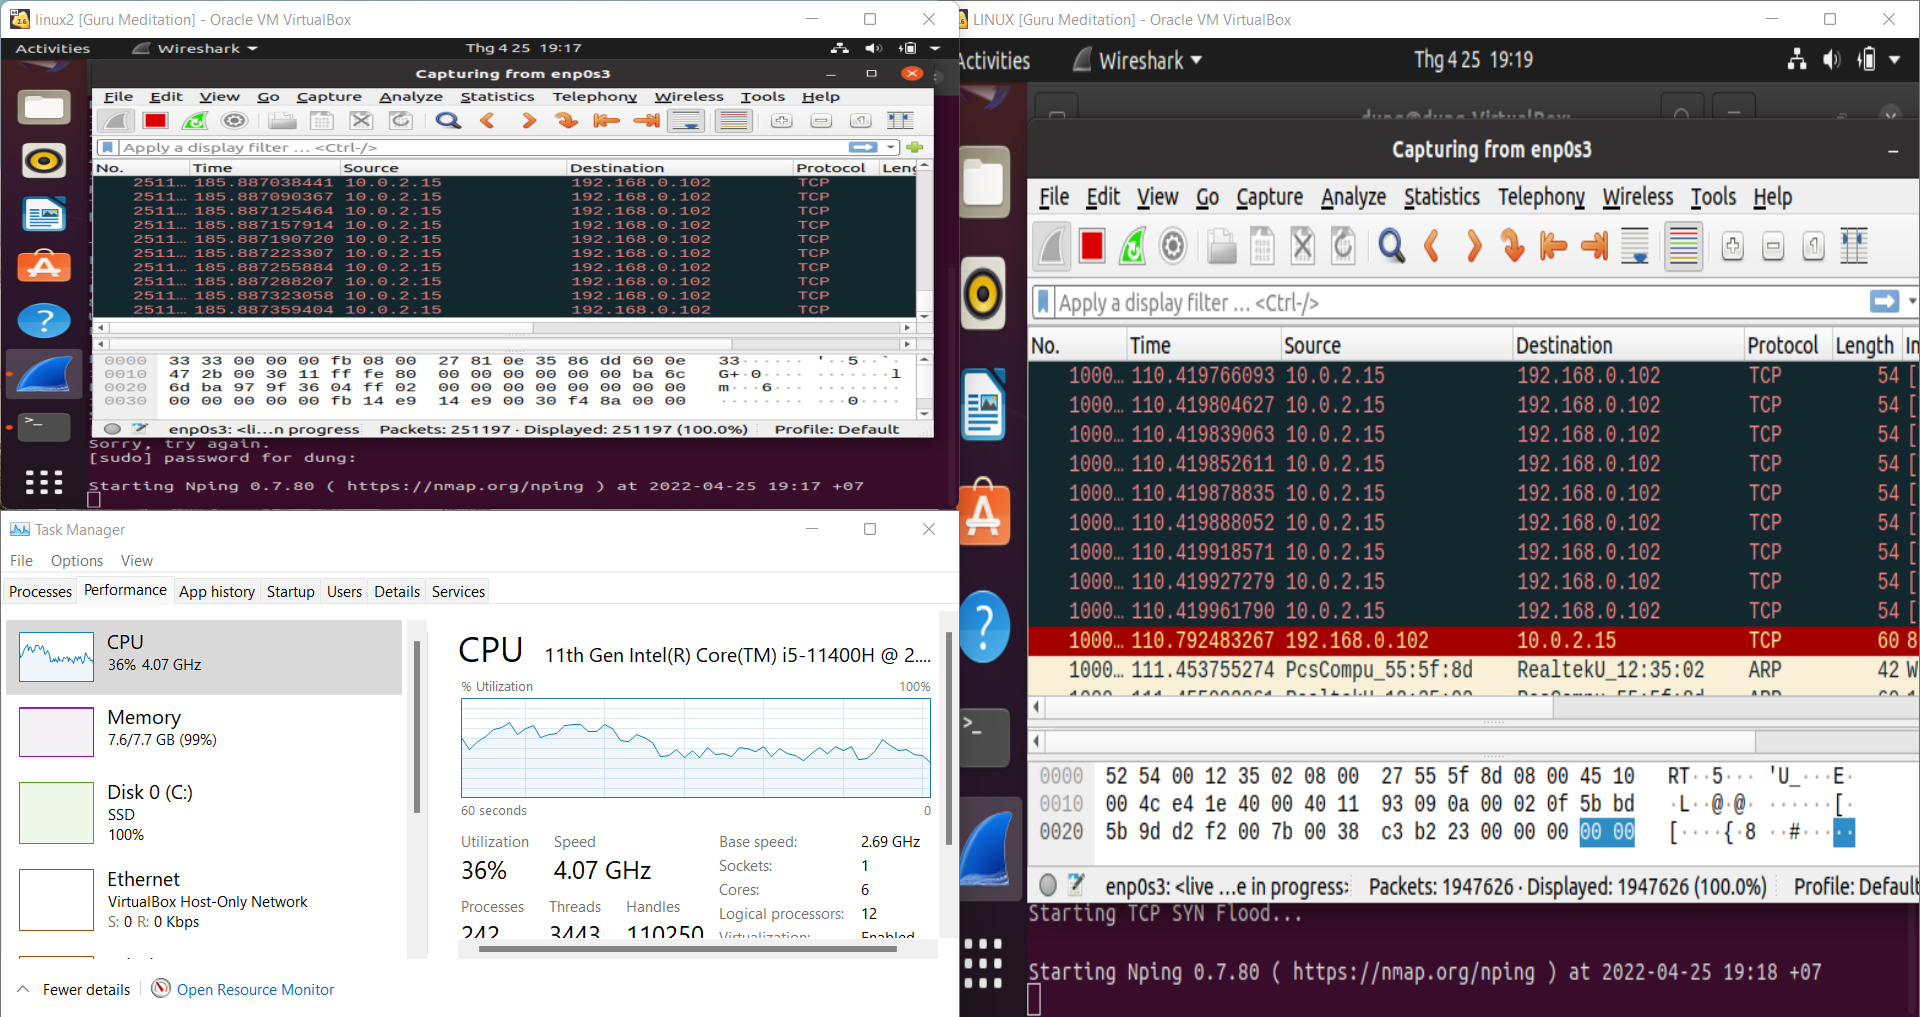 linux2 [Guru Meditation] - Oracle VM VirtualBox
Activities Wireshark Thg 4 25 19:17
Capturing from enp0s3
File Edit View Go Capture Analyze Statistics Telephony Wireless Tools Help
Apply a display filter ... <Ctrl-/>
No. Time Source Destination Protocol Leng
2511... 185.887038441 10.0.2.15 192.168.0.102 TCP
2511... 185.887090367 10.0.2.15 192.168.0.102 TCP
2511... 185.887125464 10.0.2.15 192.168.0.102 TCP
2511... 185.887157914 10.0.2.15 192.168.0.102 TCP
2511... 185.887190720 10.0.2.15 192.168.0.102 TCP
2511... 185.887223307 10.0.2.15 192.168.0.102 TCP
2511... 185.887255884 10.0.2.15 192.168.0.102 TCP
2511... 185.887288207 10.0.2.15 192.168.0.102 TCP
2511... 185.887323058 10.0.2.15 192.168.0.102 TCP
2511... 185.887359404 10.0.2.15 192.168.0.102 TCP
0000 33 33 00 00 00 fb 08 00 27 81 0e 35 86 dd 60 0e 33······ '··5··`·
0010 47 2b 00 30 11 ff fe 80 00 00 00 00 00 00 ba 6c G+·0···· ·······l
0020 6d ba 97 9f 36 04 ff 02 00 00 00 00 00 00 00 00 m···6··· ········
0030 00 00 00 00 00 fb 14 e9 14 e9 00 30 f4 8a 00 00 ········ ···0····
enp0s3: <li...n progress Packets: 251197 · Displayed: 251197 (100.0%) Profile: Default
Sorry, try again.
[sudo] password for dung:
Starting Nping 0.7.80 ( https://nmap.org/nping ) at 2022-04-25 19:17 +07
Task Manager
File Options View
Processes Performance App history Startup Users Details Services
CPU
36% 4.07 GHz
Memory
7.6/7.7 GB (99%)
Disk 0 (C:)
SSD
100%
Ethernet
VirtualBox Host-Only Network
S: 0 R: 0 Kbps
CPU 11th Gen Intel(R) Core(TM) i5-11400H @ 2....
% Utilization 100%
60 seconds 0
Utilization Speed
36% 4.07 GHz
Processes Threads Handles
242 3443 110250
Base speed: 2.69 GHz
Sockets: 1
Cores: 6
Logical processors: 12
Virtualization: Enabled
Fewer details Open Resource Monitor
LINUX [Guru Meditation] - Oracle VM VirtualBox
Activities Wireshark Thg 4 25 19:19
dung@dung-VirtualBox:
Capturing from enp0s3
File Edit View Go Capture Analyze Statistics Telephony Wireless Tools Help
Apply a display filter ... <Ctrl-/>
No. Time Source Destination Protocol Length In
1000... 110.419766093 10.0.2.15 192.168.0.102 TCP 54 [
1000... 110.419804627 10.0.2.15 192.168.0.102 TCP 54 [
1000... 110.419839063 10.0.2.15 192.168.0.102 TCP 54 [
1000... 110.419852611 10.0.2.15 192.168.0.102 TCP 54 [
1000... 110.419878835 10.0.2.15 192.168.0.102 TCP 54 [
1000... 110.419888052 10.0.2.15 192.168.0.102 TCP 54 [
1000... 110.419918571 10.0.2.15 192.168.0.102 TCP 54 [
1000... 110.419927279 10.0.2.15 192.168.0.102 TCP 54 [
1000... 110.419961790 10.0.2.15 192.168.0.102 TCP 54 [
1000... 110.792483267 192.168.0.102 10.0.2.15 TCP 60 8
1000... 111.453755274 PcsCompu_55:5f:8d RealtekU_12:35:02 ARP 42 W
0000 52 54 00 12 35 02 08 00 27 55 5f 8d 08 00 45 10 RT··5··· 'U_···E·
0010 00 4c e4 1e 40 00 40 11 93 09 0a 00 02 0f 5b bd ·L··@·@· ······[·
0020 5b 9d d2 f2 00 7b 00 38 c3 b2 23 00 00 00 00 00 [····{·8 ··#·····
enp0s3: <live ...e in progress> Packets: 1947626 · Displayed: 1947626 (100.0%) Profile: Default
Starting TCP SYN Flood...
Starting Nping 0.7.80 ( https://nmap.org/nping ) at 2022-04-25 19:18 +07